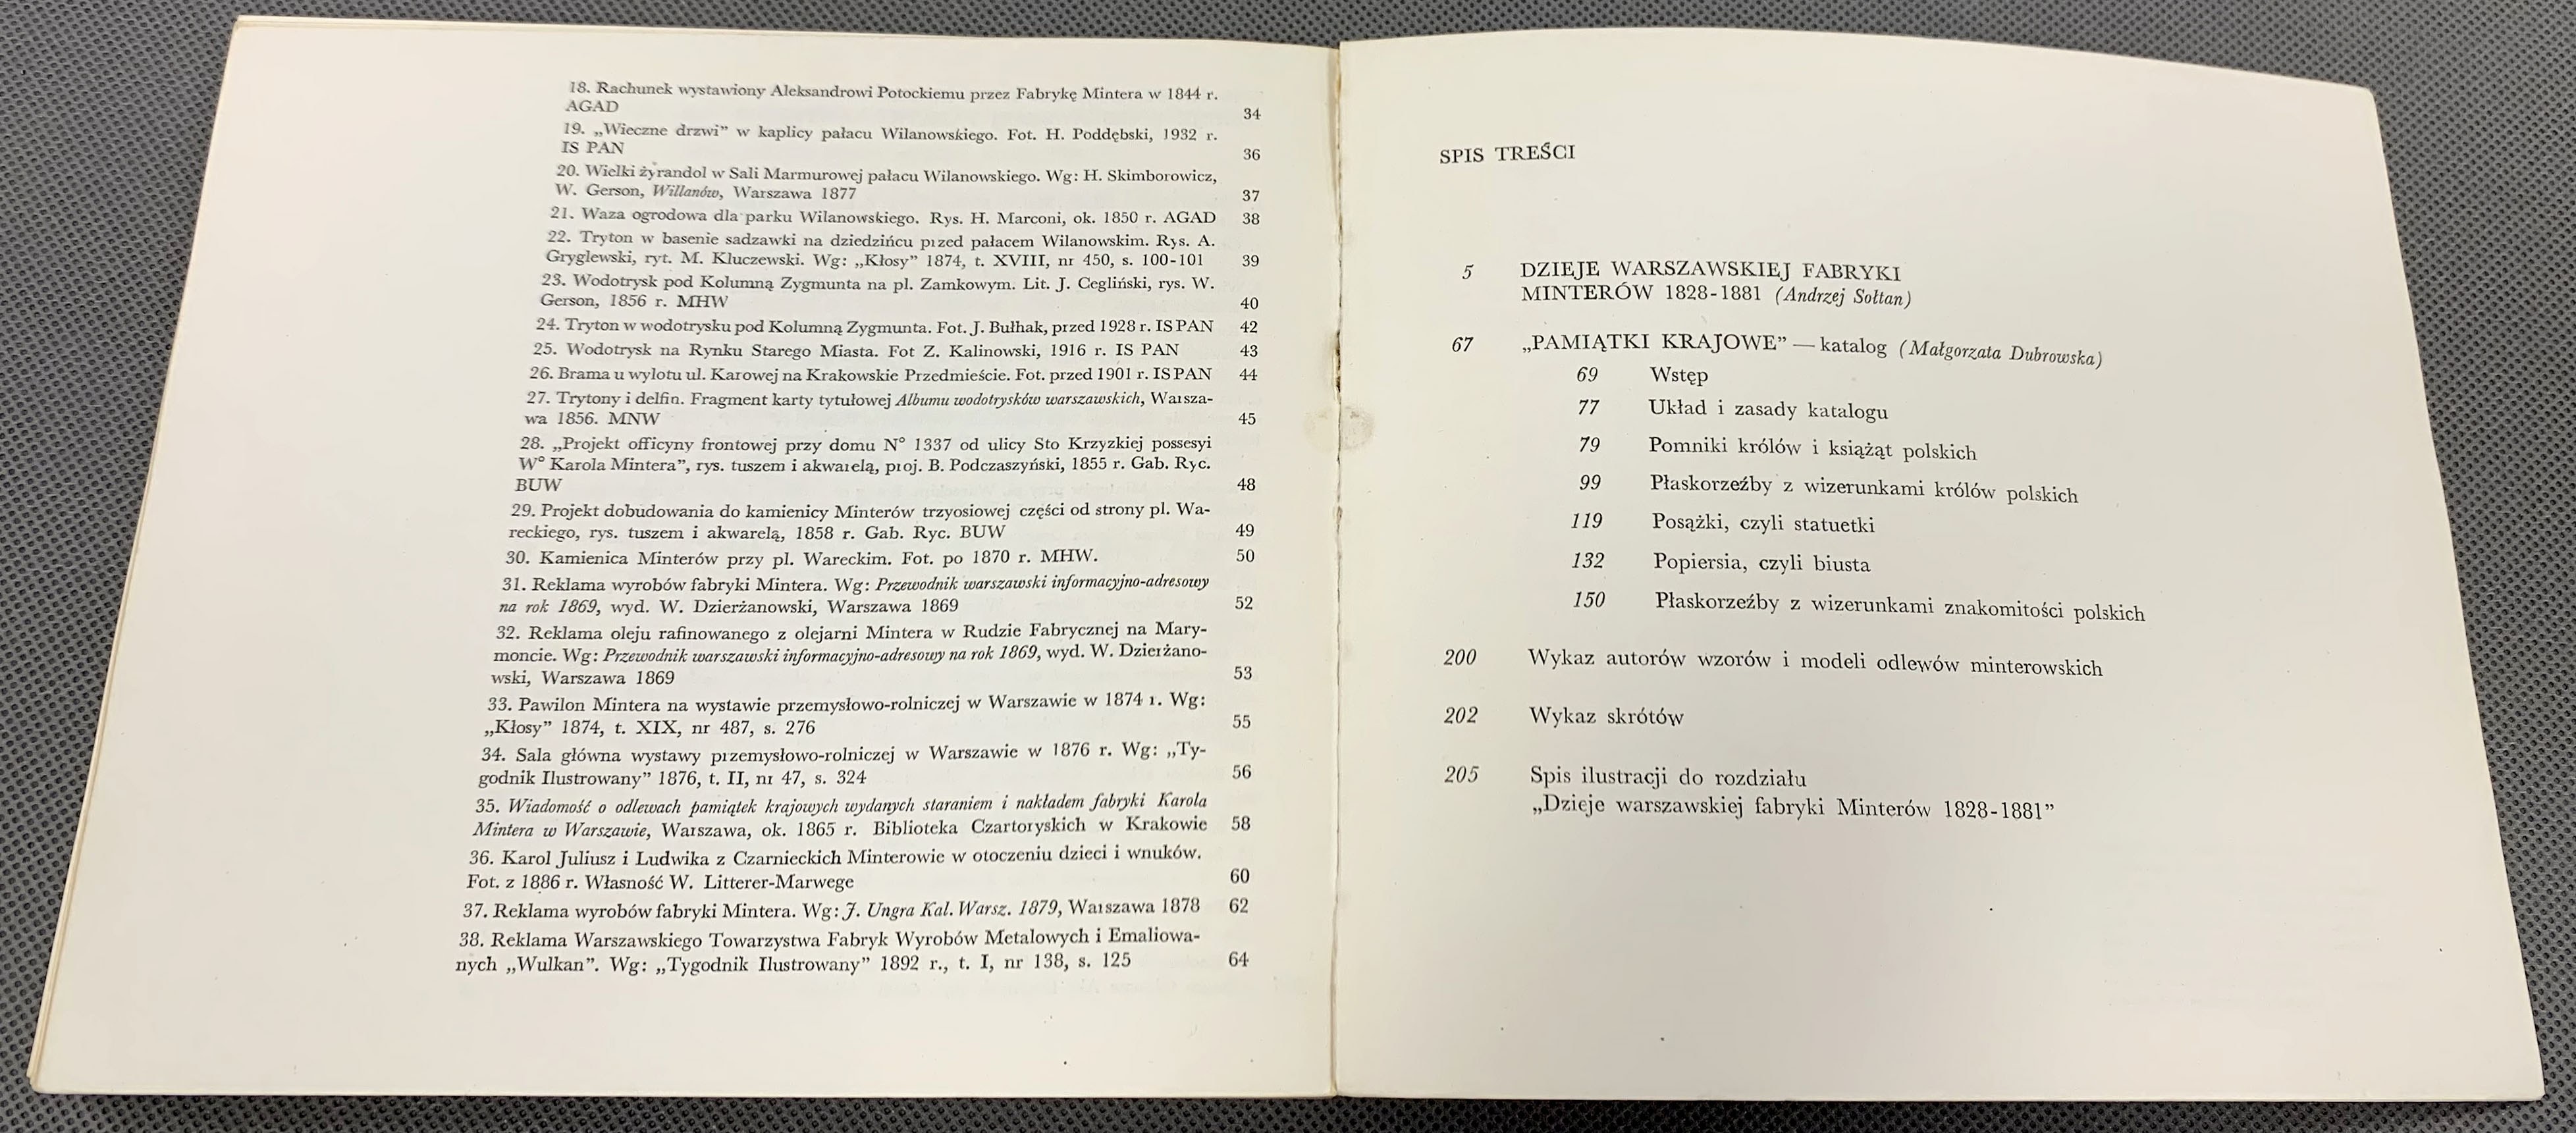 18. Rachunek wystawiony Aleksandrowi Potockiemu przez Fabrykę Mintera w 1844 r.
AGAD 34
19. „Wieczne drzwi” w kaplicy pałacu Wilanowskiego. Fot. H. Poddębski, 1932 r.
IS PAN 36
20. Wielki żyrandol w Sali Marmurowej pałacu Wilanowskiego. Wg: H. Skimborowicz,
W. Gerson, Willanów, Warszawa 1877 37
21. Waza ogrodowa dla parku Wilanowskiego. Rys. H. Marconi, ok. 1850 r. AGAD 38
22. Tryton w basenie sadzawki na dziedzińcu przed pałacem Wilanowskim. Rys. A.
Gryglewski, ryt. M. Kluczewski. Wg: „Kłosy” 1874, t. XVIII, nr 450, s. 100-101 39
23. Wodotrysk pod Kolumną Zygmunta na pl. Zamkowym. Lit. J. Cegliński, rys. W.
Gerson, 1856 r. MHW 40
24. Tryton w wodotrysku pod Kolumną Zygmunta. Fot. J. Bułhak, przed 1928 r. IS PAN 42
25. Wodotrysk na Rynku Starego Miasta. Fot Z. Kalinowski, 1916 r. IS PAN 43
26. Brama u wylotu ul. Karowej na Krakowskie Przedmieście. Fot. przed 1901 r. IS PAN 44
27. Trytony i delfin. Fragment karty tytułowej Albumu wodotrysków warszawskich, Warsza-
wa 1856. MNW 45
28. „Projekt officyny frontowej przy domu N° 1337 od ulicy Sto Krzyzkiej possesyi
W° Karola Mintera”, rys. tuszem i akwarelą, proj. B. Podczaszyński, 1855 r. Gab. Ryc.
BUW 48
29. Projekt dobudowania do kamienicy Minterów trzyosiowej części od strony pl. Wa-
reckiego, rys. tuszem i akwarelą, 1858 r. Gab. Ryc. BUW 49
30. Kamienica Minterów przy pl. Wareckim. Fot. po 1870 r. MHW. 50
31. Reklama wyrobów fabryki Mintera. Wg: Przewodnik warszawski informacyjno-adresowy
na rok 1869, wyd. W. Dzierżanowski, Warszawa 1869 52
32. Reklama oleju rafinowanego z olejarni Mintera w Rudzie Fabrycznej na Mary-
moncie. Wg: Przewodnik warszawski informacyjno-adresowy na rok 1869, wyd. W. Dzierżano-
wski, Warszawa 1869 53
33. Pawilon Mintera na wystawie przemysłowo-rolniczej w Warszawie w 1874 r. Wg:
„Kłosy” 1874, t. XIX, nr 487, s. 276 55
34. Sala główna wystawy przemysłowo-rolniczej w Warszawie w 1876 r. Wg: „Ty-
godnik Ilustrowany” 1876, t. II, nr 47, s. 324 56
35. Wiadomość o odlewach pamiątek krajowych wydanych staraniem i nakładem fabryki Karola
Mintera w Warszawie, Warszawa, ok. 1865 r. Biblioteka Czartoryskich w Krakowie 58
36. Karol Juliusz i Ludwika z Czarnieckich Minterowie w otoczeniu dzieci i wnuków.
Fot. z 1886 r. Własność W. Litterer-Marwege 60
37. Reklama wyrobów fabryki Mintera. Wg: J. Ungra Kal. Warsz. 1879, Warszawa 1878 62
38. Reklama Warszawskiego Towarzystwa Fabryk Wyrobów Metalowych i Emaliowa-
nych „Wulkan”. Wg: „Tygodnik Ilustrowany” 1892 r., t. I, nr 138, s. 125 64
SPIS TREŚCI
5 DZIEJE WARSZAWSKIEJ FABRYKI
MINTERÓW 1828-1881 (Andrzej Sołtan)
67 „PAMIĄTKI KRAJOWE” — katalog (Małgorzata Dubrowska)
69 Wstęp
77 Układ i zasady katalogu
79 Pomniki królów i książąt polskich
99 Płaskorzeźby z wizerunkami królów polskich
119 Posążki, czyli statuetki
132 Popiersia, czyli biusta
150 Płaskorzeźby z wizerunkami znakomitości polskich
200 Wykaz autorów wzorów i modeli odlewów minterowskich
202 Wykaz skrótów
205 Spis ilustracji do rozdziału
„Dzieje warszawskiej fabryki Minterów 1828-1881”